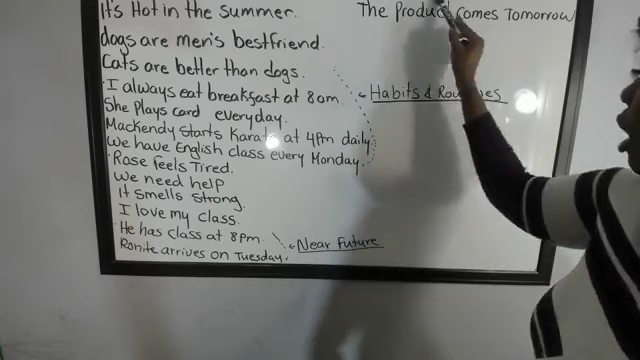 It's Hot in the summer.
The Product comes Tomorrow
dogs are men's bestfriend.
Cats are better than dogs.
I always eat breakfast at 8am
Habits & Routines
She plays card everyday.
Mackendy starts Karate at 4pm daily
We have English class every Monday.
Rose feels Tired.
We need help
It smells strong.
I love my class.
He has class at 8pm.
Near Future
Ronite arrives on Tuesday.